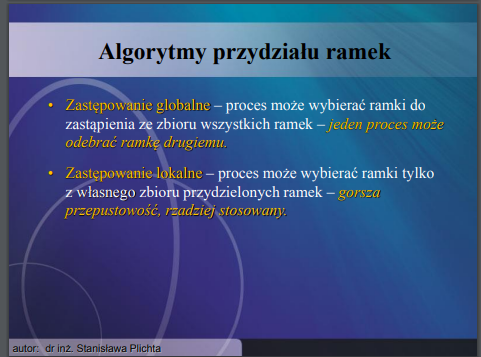 Algorytmy przydziału ramek
• Zastępowanie globalne – proces może wybierać ramki do
zastąpienia ze zbioru wszystkich ramek – jeden proces może
odebrać ramkę drugiemu.
• Zastępowanie lokalne – proces może wybierać ramki tylko
z własnego zbioru przydzielonych ramek – gorsza
przepustowość, rzadziej stosowany.
autor: dr inż. Stanisława Plichta